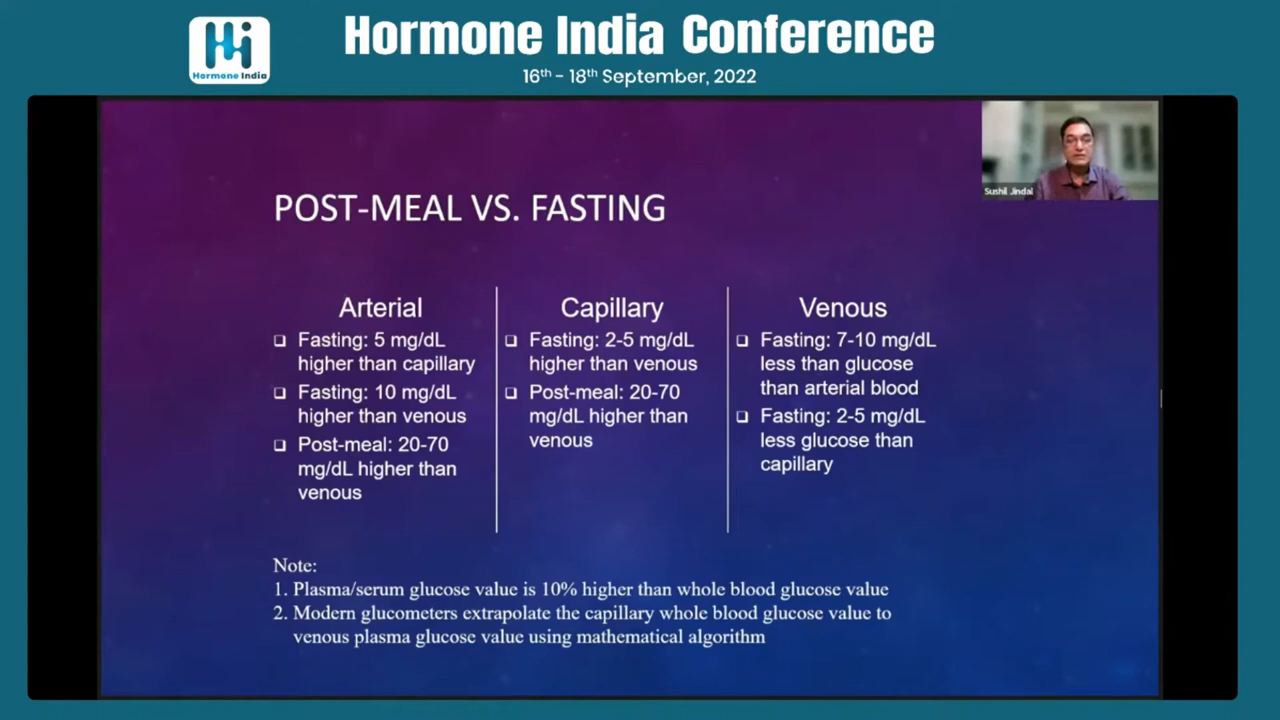 Hormone India Conference
16th - 18th September, 2022
Hormone India
Sushil Jindal
POST-MEAL VS. FASTING
Arterial
❑ Fasting: 5 mg/dL
higher than capillary
❑ Fasting: 10 mg/dL
higher than venous
❑ Post-meal: 20-70
mg/dL higher than
venous
Capillary
❑ Fasting: 2-5 mg/dL
higher than venous
❑ Post-meal: 20-70
mg/dL higher than
venous
Venous
❑ Fasting: 7-10 mg/dL
less than glucose
than arterial blood
❑ Fasting: 2-5 mg/dL
less glucose than
capillary
Note:
1. Plasma/serum glucose value is 10% higher than whole blood glucose value
2. Modern glucometers extrapolate the capillary whole blood glucose value to
venous plasma glucose value using mathematical algorithm